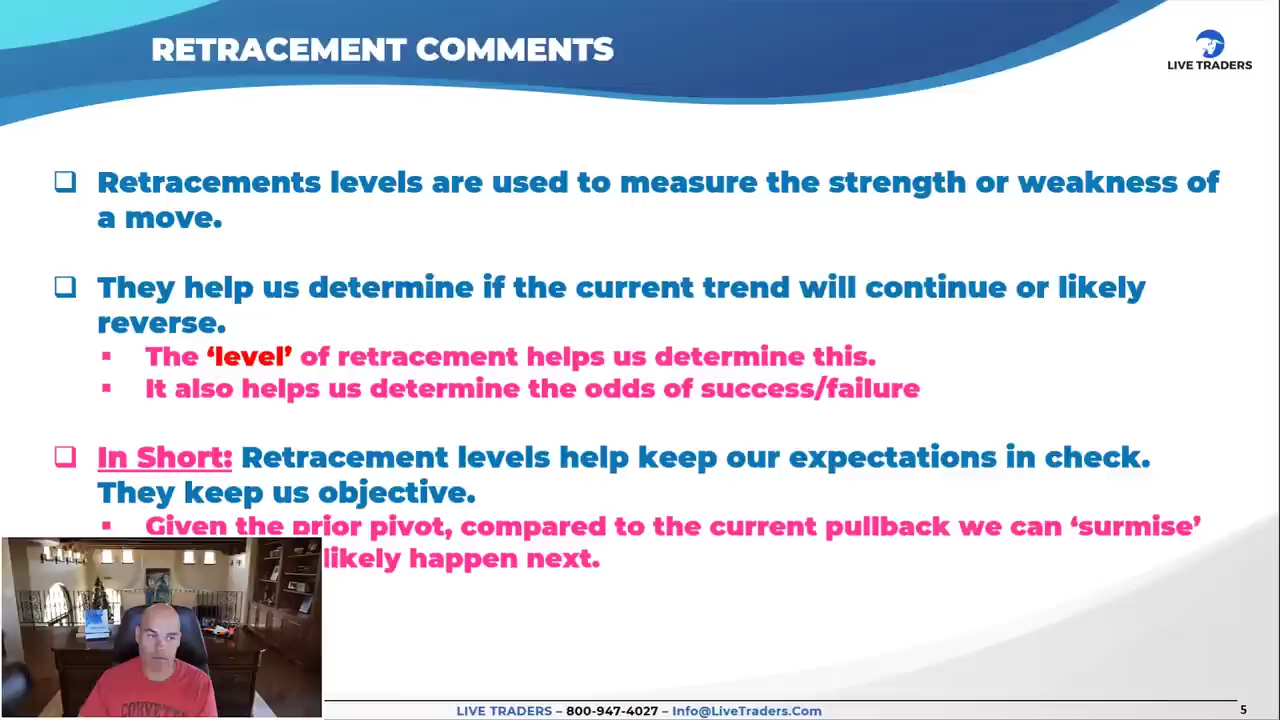 RETRACEMENT COMMENTS
LIVE TRADERS
Retracements levels are used to measure the strength or weakness of
a move.
They help us determine if the current trend will continue or likely
reverse.
The ‘level’ of retracement helps us determine this.
It also helps us determine the odds of success/failure
In Short: Retracement levels help keep our expectations in check.
They keep us objective.
Given the prior pivot, compared to the current pullback we can ‘surmise’
likely happen next.
CORVETTE
LIVE TRADERS – 800-947-4027 – Info@LiveTraders.Com
5